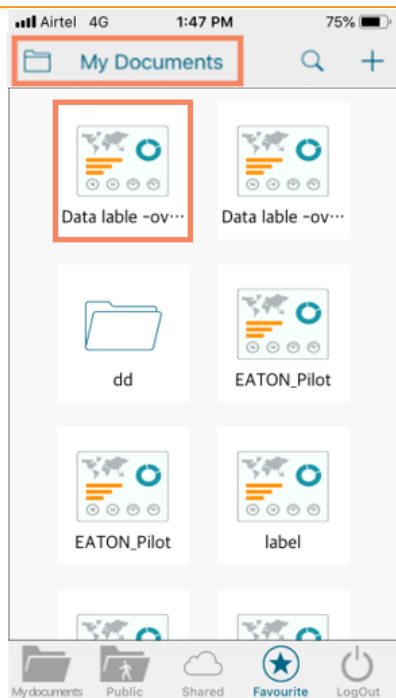 Airtel 4G 1:47 PM 75%
My Documents
Data lable -ov··· Data lable -ov···
dd EATON_Pilot
EATON_Pilot label
My documents Public Shared Favourite LogOut